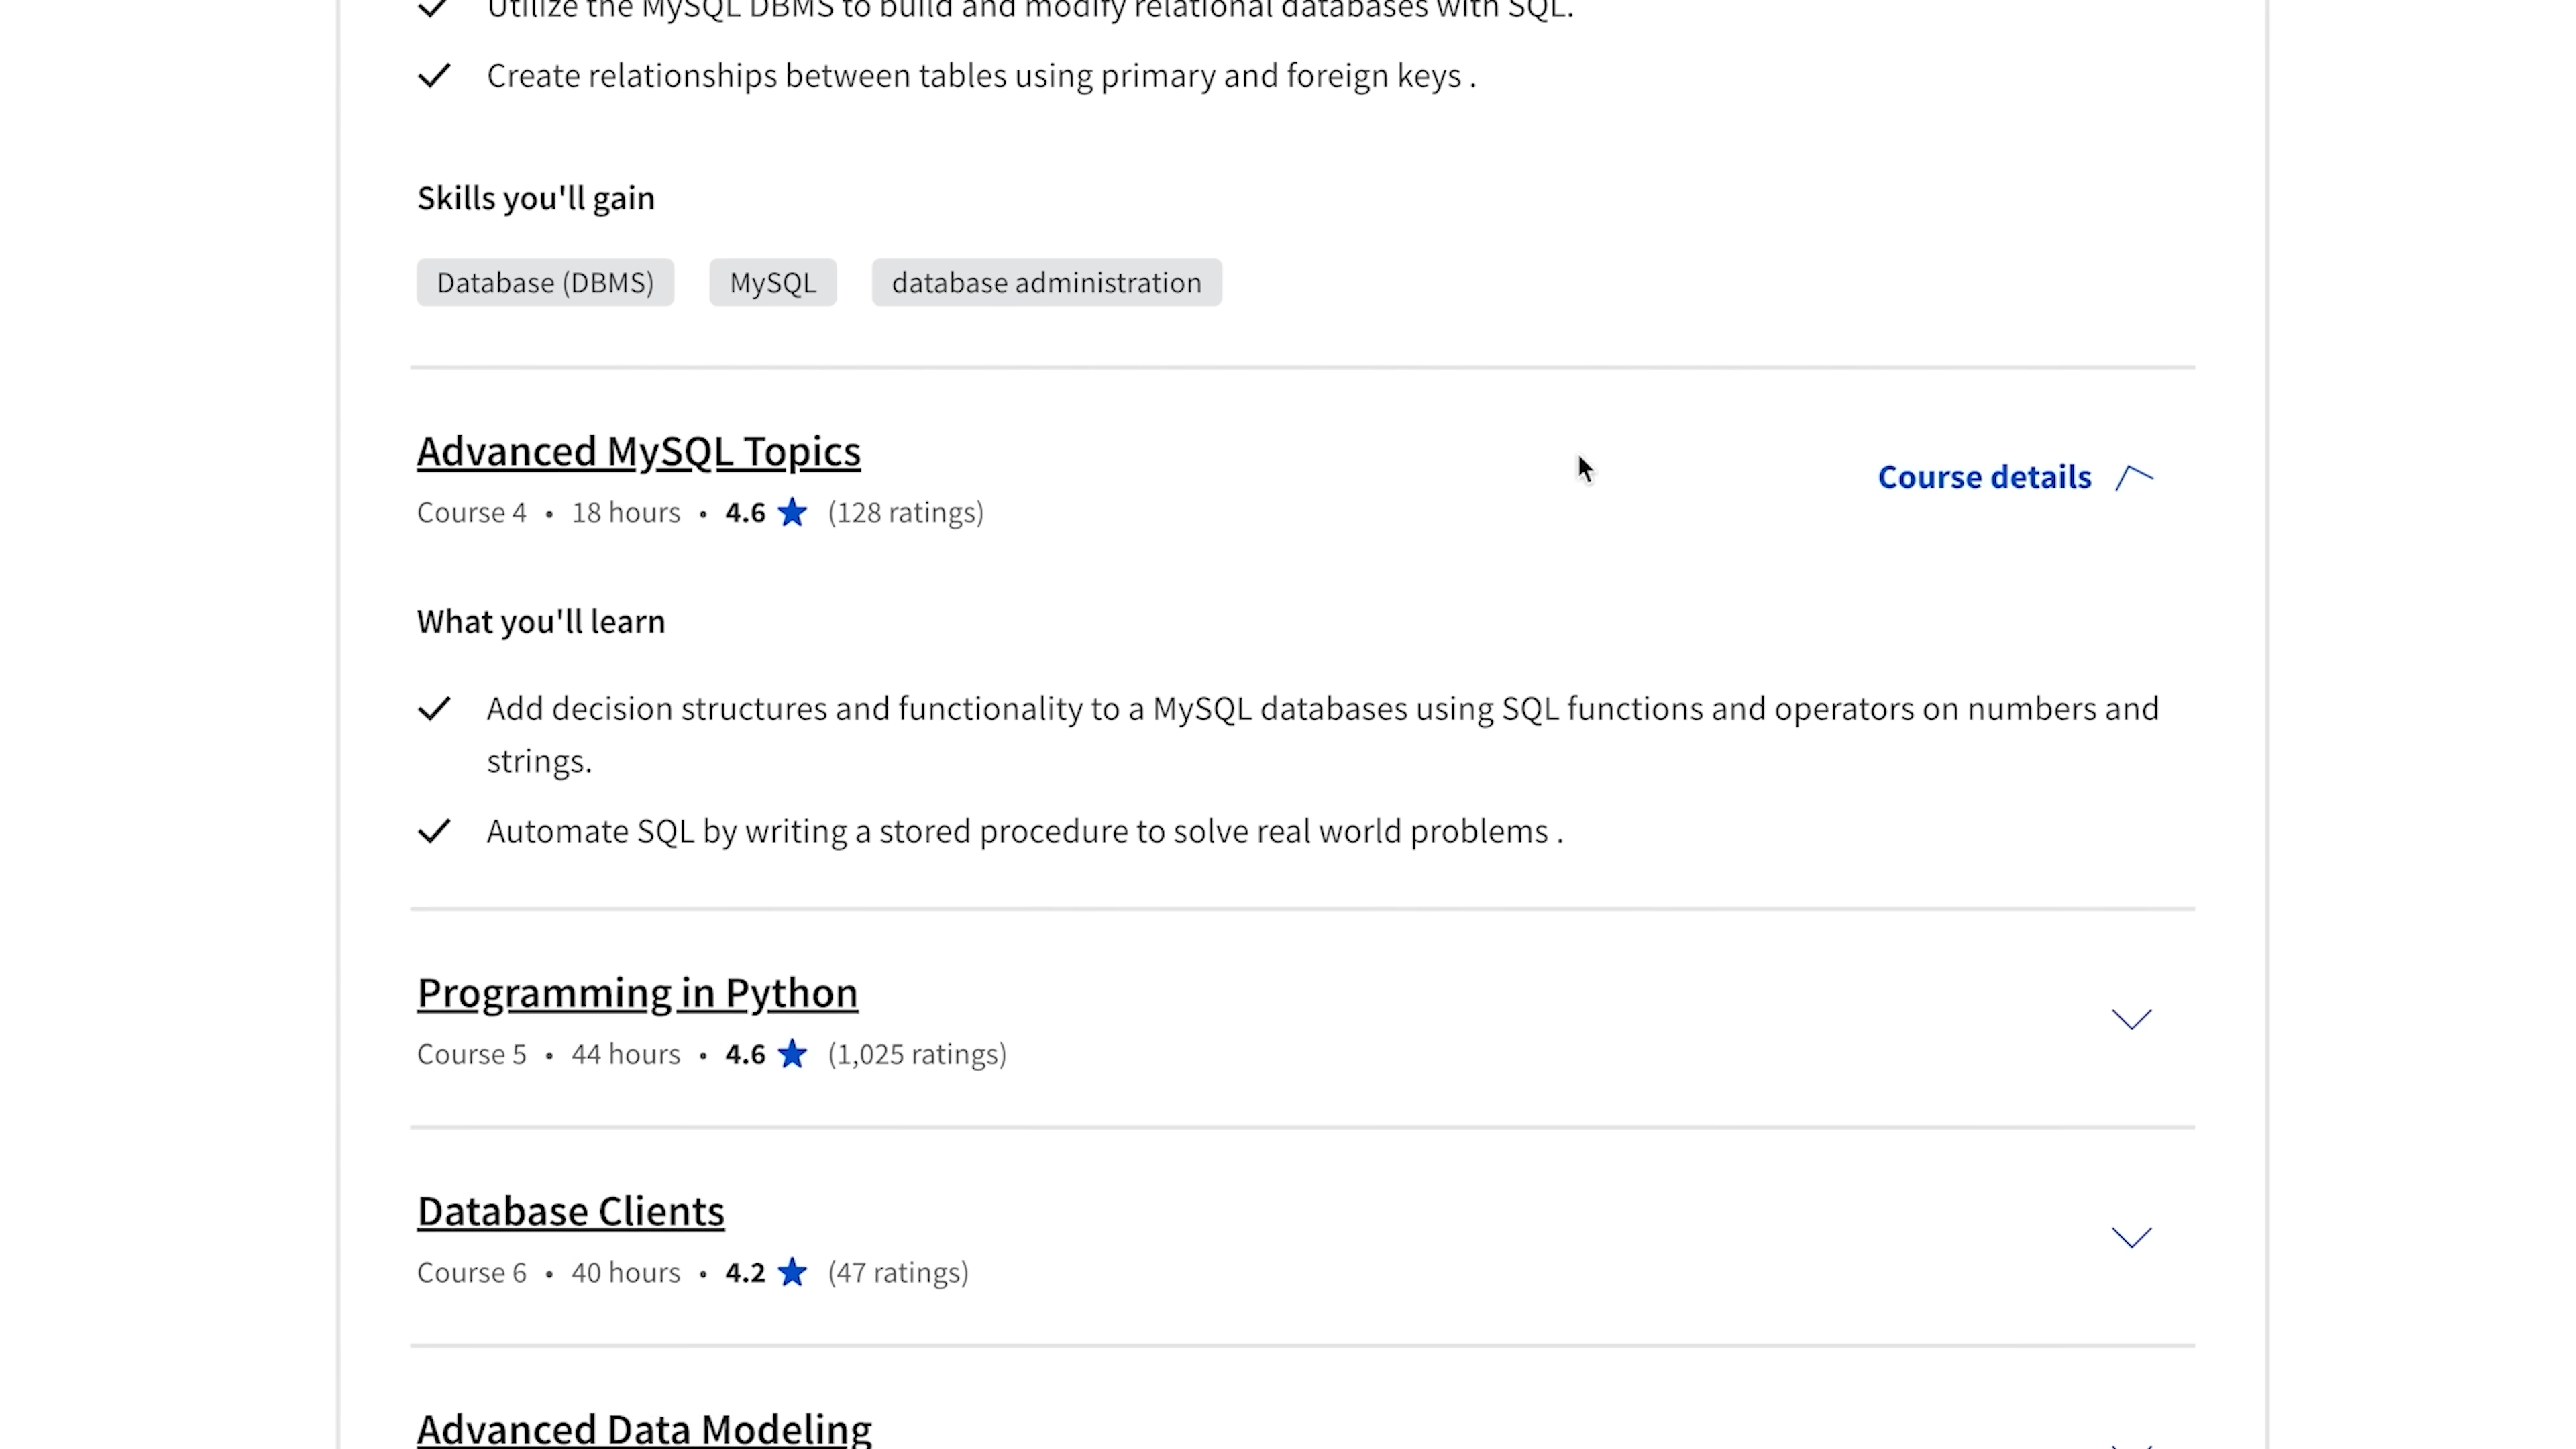 Utilize the MySQL DBMS to build and modify relational databases with SQL.
Create relationships between tables using primary and foreign keys .
Skills you'll gain
Database (DBMS) MySQL database administration
Advanced MySQL Topics
Course details
Course 4 • 18 hours • 4.6 ★ (128 ratings)
What you'll learn
Add decision structures and functionality to a MySQL databases using SQL functions and operators on numbers and
strings.
Automate SQL by writing a stored procedure to solve real world problems .
Programming in Python
Course 5 • 44 hours • 4.6 ★ (1,025 ratings)
Database Clients
Course 6 • 40 hours • 4.2 ★ (47 ratings)
Advanced Data Modeling